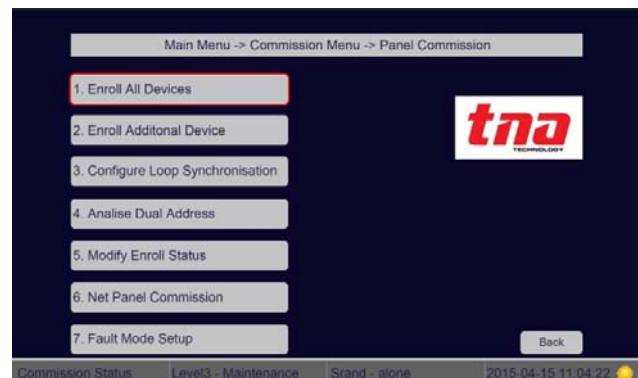 Main Menu -> Commission Menu -> Panel Commission
1. Enroll All Devices
2. Enroll Additonal Device
tna
TECHNOLOGY
3. Configure Loop Synchronisation
4. Analise Dual Address
5. Modify Enroll Status
6. Net Panel Commission
7. Fault Mode Setup
Back
Commission Status Level3 - Maintenance Srand - alone 2015-04-15 11:04:22